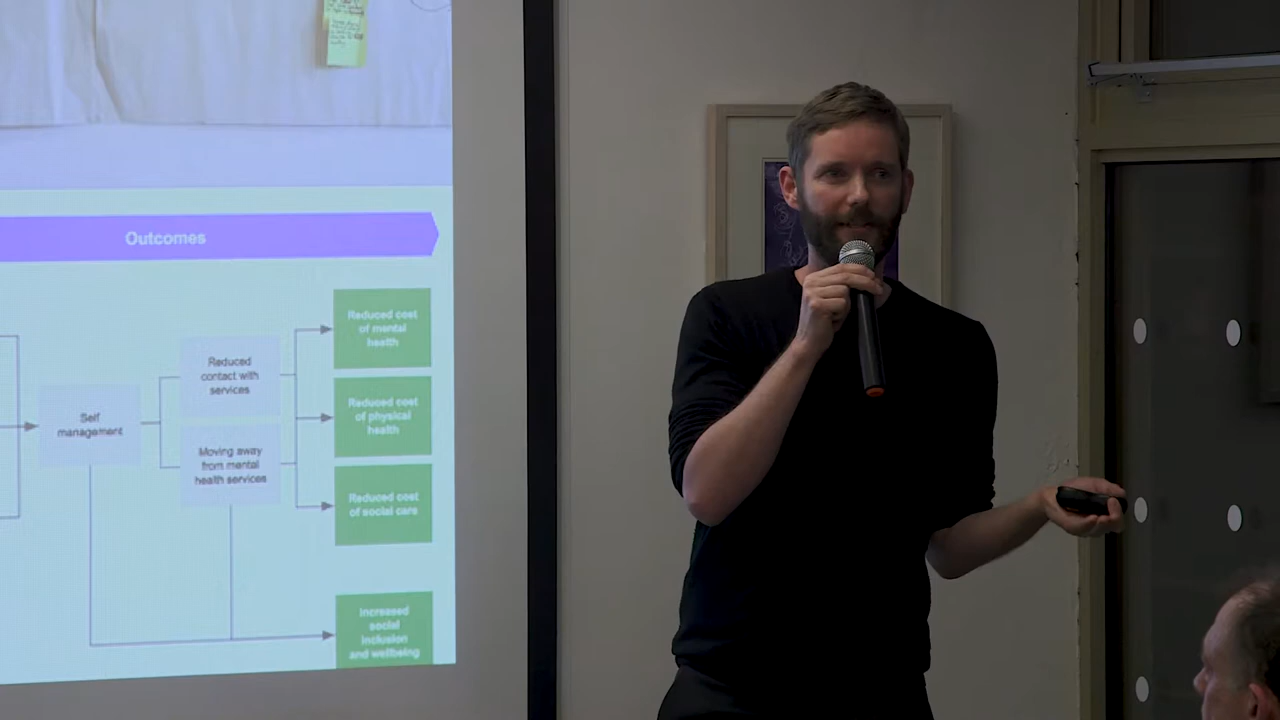 Outcomes
Reduced cost
of mental
health
Reduced
contact with
services
Reduced cost
of physical
health
Self
management
Moving away
from mental
health services
Reduced cost
of social care
Increased
social
inclusion
and wellbeing